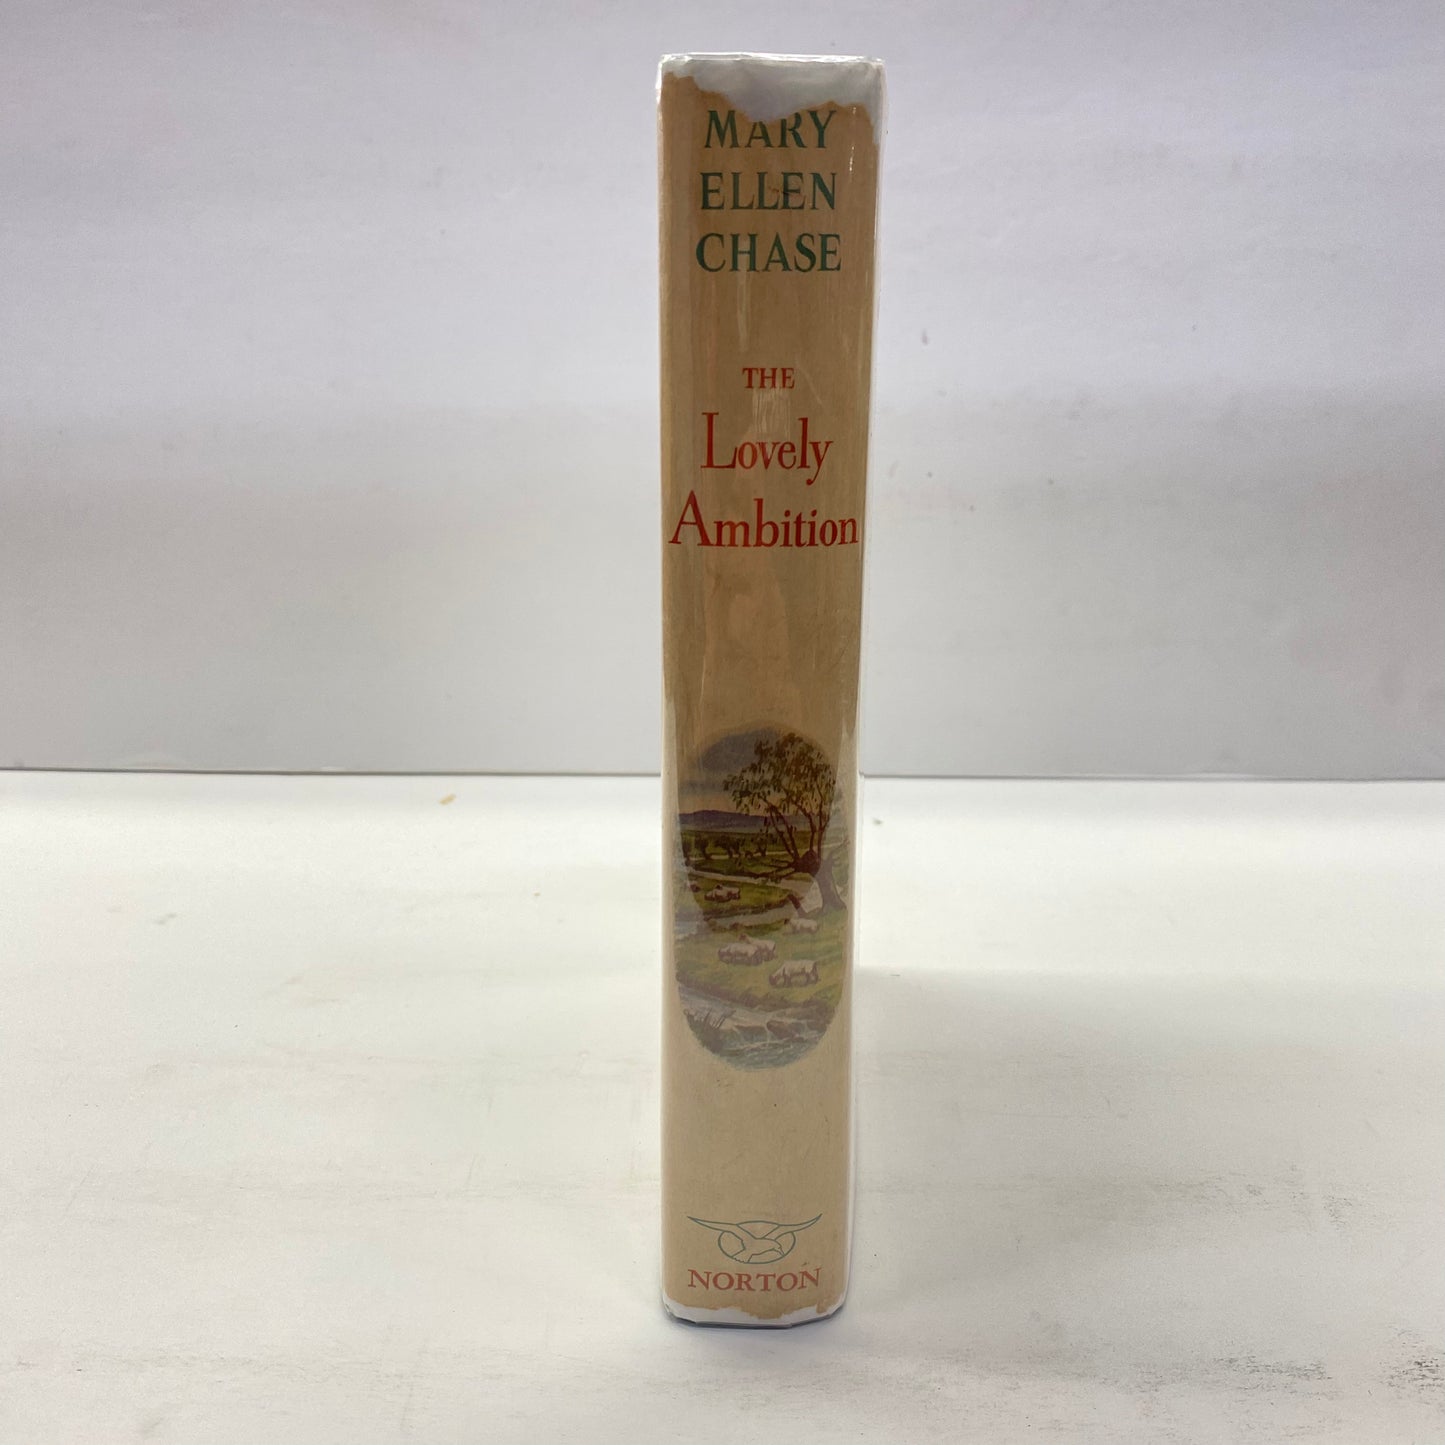 MARY
ELLEN
CHASE
THE
Lovely
Ambition
NORTON